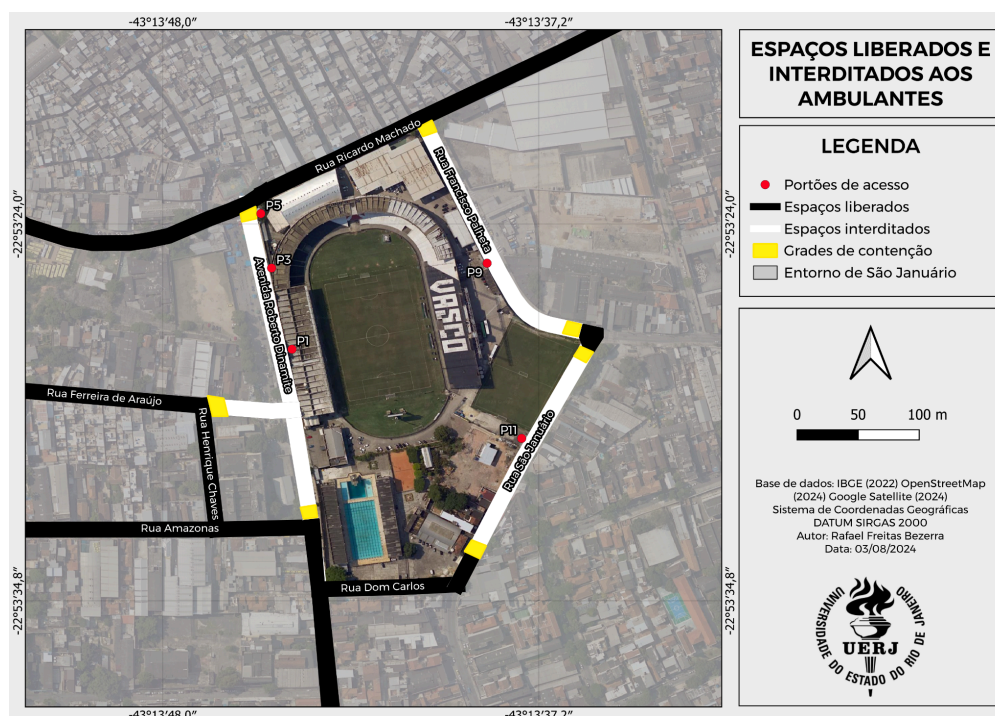 -43°13'48,0"
-43°13'37,2"
ESPAÇOS LIBERADOS E
INTERDITADOS AOS
AMBULANTES
LEGENDA
Portões de acesso
Espaços liberados
Espaços interditados
Grades de contenção
Entorno de São Januário
Rua Ricardo Machado
Rua Francisco Palheta
P5
-22°53'24,0"
-22°53'24,0"
P3
P9
Avenida Roberto Dinamite
VASCO
P1
Rua Ferreira de Araújo
Rua Henrique Chaves
P11
Rua São Januário
Rua Amazonas
Rua Dom Carlos
-22°53'34,8"
-22°53'34,8"
0 50 100 m
Base de dados: IBGE (2022) OpenStreetMap
(2024) Google Satellite (2024)
Sistema de Coordenadas Geográficas
DATUM SIRGAS 2000
Autor: Rafael Freitas Bezerra
Data: 03/08/2024
UERJ
UNIVERSIDADE DO ESTADO DO RIO DE JANEIRO
-43°13'48,0"
-43°13'37,2"